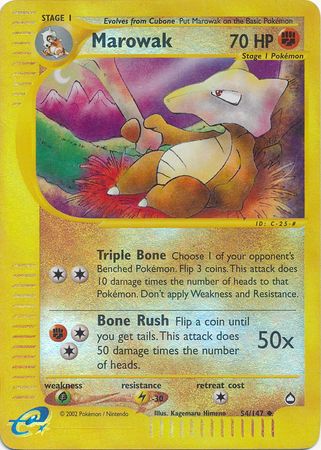 STAGE 1
Evolves from Cubone Put Marowak on the Basic Pokémon
Marowak 70 HP
Stage 1 Pokémon
ID: C-25-#
Triple Bone Choose 1 of your opponent's
Benched Pokémon. Flip 3 coins. This attack does
10 damage times the number of heads to that
Pokémon. Don't apply Weakness and Resistance.
Bone Rush Flip a coin until
you get tails. This attack does
50 damage times the number
of heads.
50x
weakness resistance retreat cost
-30
e
© 2002 Pokémon / Nintendo Illus. Kagemaru Himeno 54/147